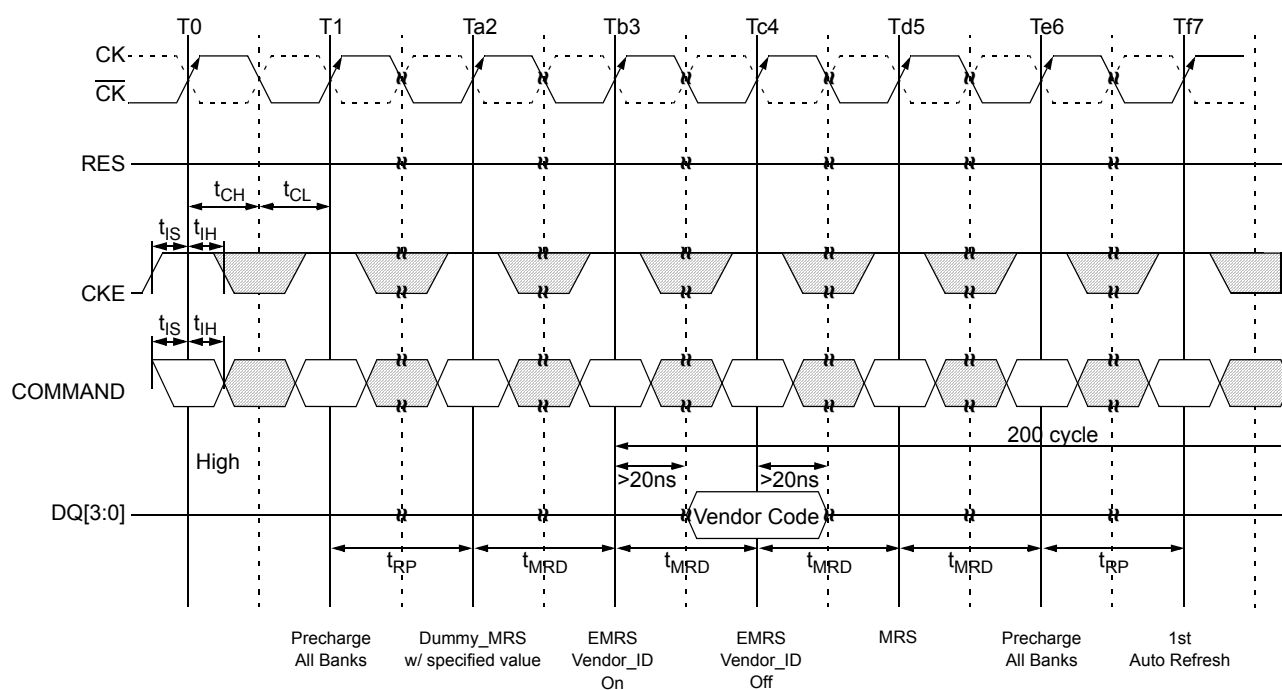 T0 T1 Ta2 Tb3 Tc4 Td5 Te6 Tf7
CK
CK
RES
tCH tCL
tIS tIH
CKE
tIS tIH
COMMAND
200 cycle
High
>20ns >20ns
DQ[3:0] Vendor Code
tRP tMRD tMRD tMRD tMRD tRP
Precharge
All Banks
Dummy_MRS
w/ specified value
EMRS
Vendor_ID
On
EMRS
Vendor_ID
Off
MRS
Precharge
All Banks
1st
Auto Refresh